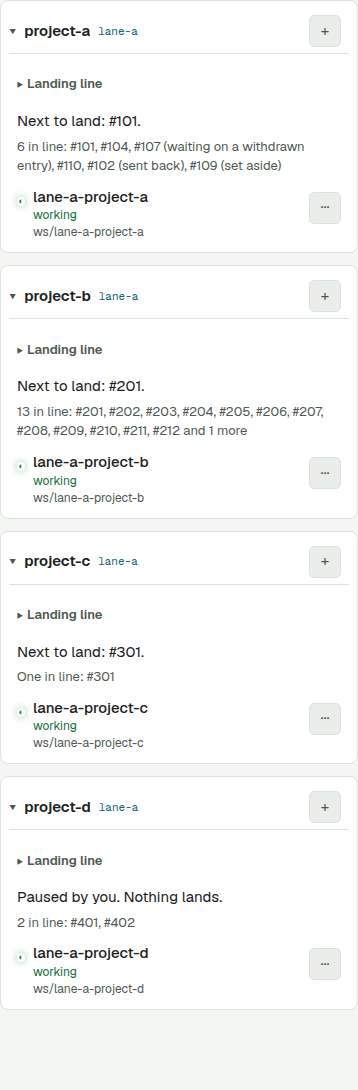 project-a lane-a +
Landing line
Next to land: #101.
6 in line: #101, #104, #107 (waiting on a withdrawn
entry), #110, #102 (sent back), #109 (set aside)
lane-a-project-a
working
ws/lane-a-project-a
...
project-b lane-a +
Landing line
Next to land: #201.
13 in line: #201, #202, #203, #204, #205, #206, #207,
#208, #209, #210, #211, #212 and 1 more
lane-a-project-b
working
ws/lane-a-project-b
...
project-c lane-a +
Landing line
Next to land: #301.
One in line: #301
lane-a-project-c
working
ws/lane-a-project-c
...
project-d lane-a +
Landing line
Paused by you. Nothing lands.
2 in line: #401, #402
lane-a-project-d
working
ws/lane-a-project-d
...